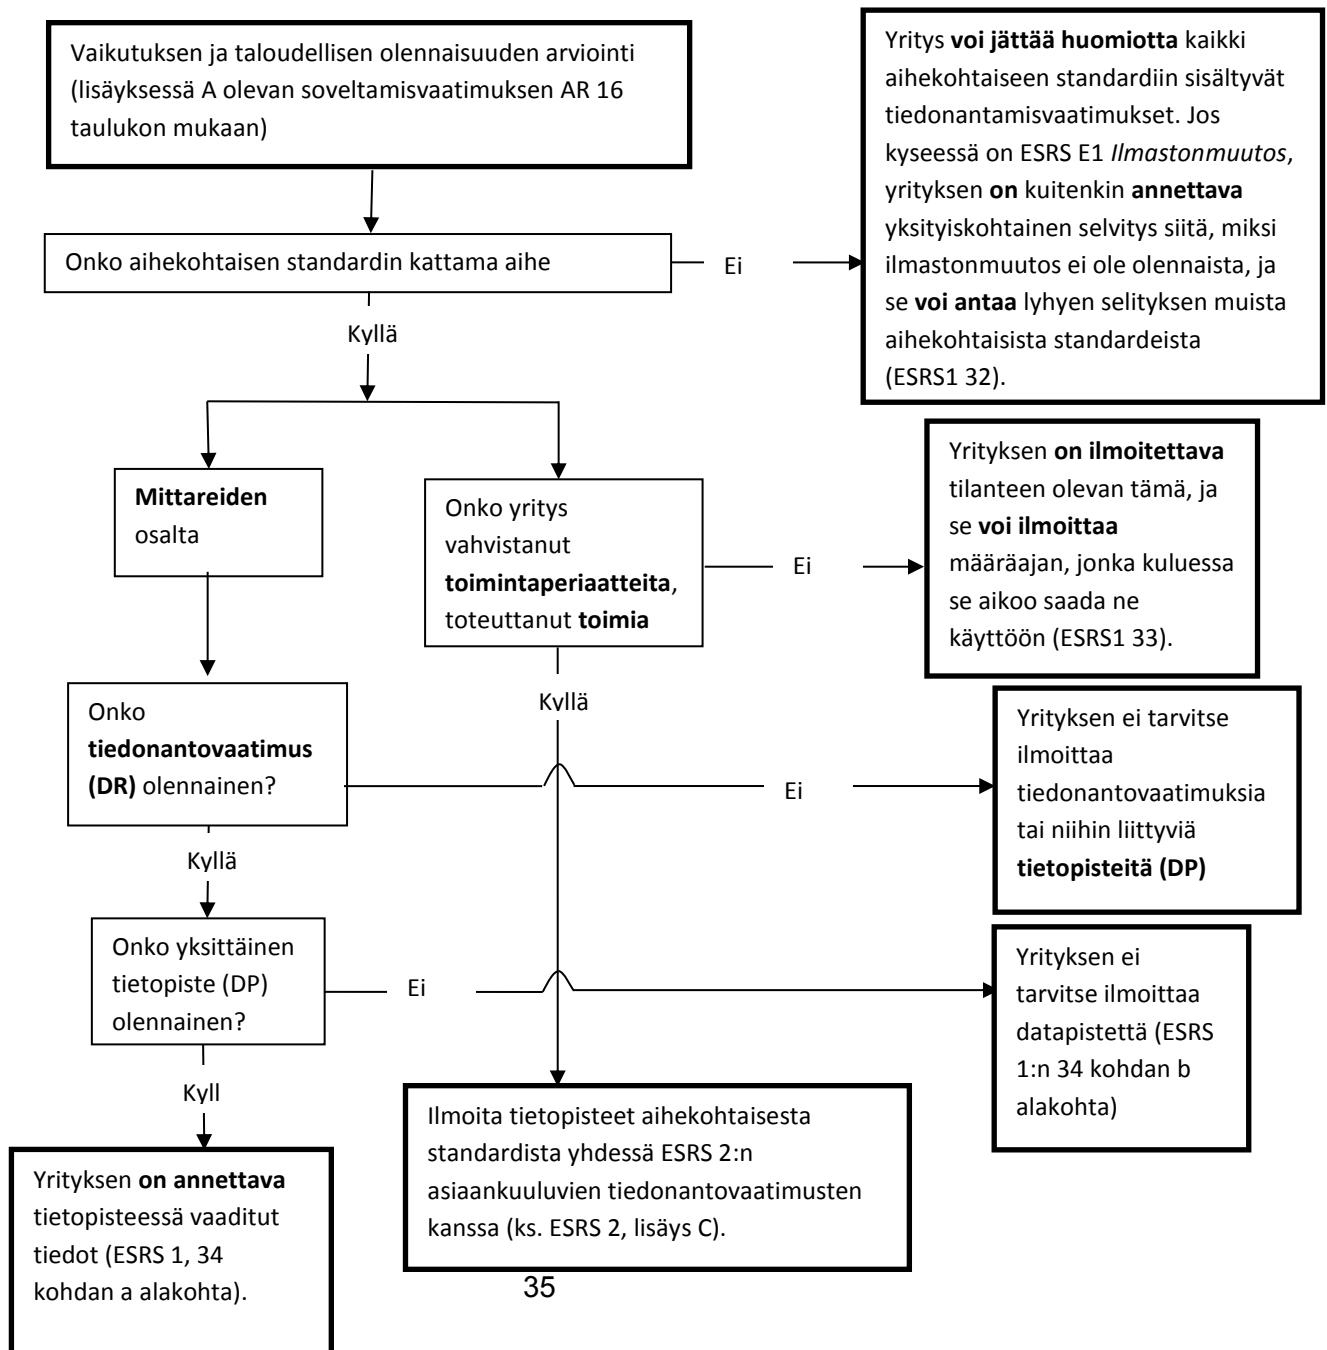 Vaikutuksen ja taloudellisen olennaisuuden arviointi
(lisäyksessä A olevan soveltamisvaatimuksen AR 16
taulukon mukaan)
Yritys voi jättää huomiotta kaikki
aihekohtaiseen standardiin sisältyvät
tiedonantamisvaatimukset. Jos
kyseessä on ESRS E1 Ilmastonmuutos,
yrityksen on kuitenkin annettava
yksityiskohtainen selvitys siitä, miksi
ilmastonmuutos ei ole olennaista, ja
se voi antaa lyhyen selityksen muista
aihekohtaisista standardeista
(ESRS1 32).
Onko aihekohtaisen standardin kattama aihe
Ei
Kyllä
Mittareiden
osalta
Onko yritys
vahvistanut
toimintaperiaatteita,
toteuttanut toimia
Ei
Yrityksen on ilmoitettava
tilanteen olevan tämä, ja
se voi ilmoittaa
määräajan, jonka kuluessa
se aikoo saada ne
käyttöön (ESRS1 33).
Kyllä
Onko
tiedonantovaatimus
(DR) olennainen?
Ei
Yrityksen ei tarvitse
ilmoittaa
tiedonantovaatimuksia
tai niihin liittyviä
tietopisteitä (DP)
Kyllä
Onko yksittäinen
tietopiste (DP)
olennainen?
Ei
Yrityksen ei
tarvitse ilmoittaa
datapistettä (ESRS
1:n 34 kohdan b
alakohta)
Kyll
Yrityksen on annettava
tietopisteessä vaaditut
tiedot (ESRS 1, 34
kohdan a alakohta).
Ilmoita tietopisteet aihekohtaisesta
standardista yhdessä ESRS 2:n
asiaankuuluvien tiedonantovaatimusten
kanssa (ks. ESRS 2, lisäys C).
35